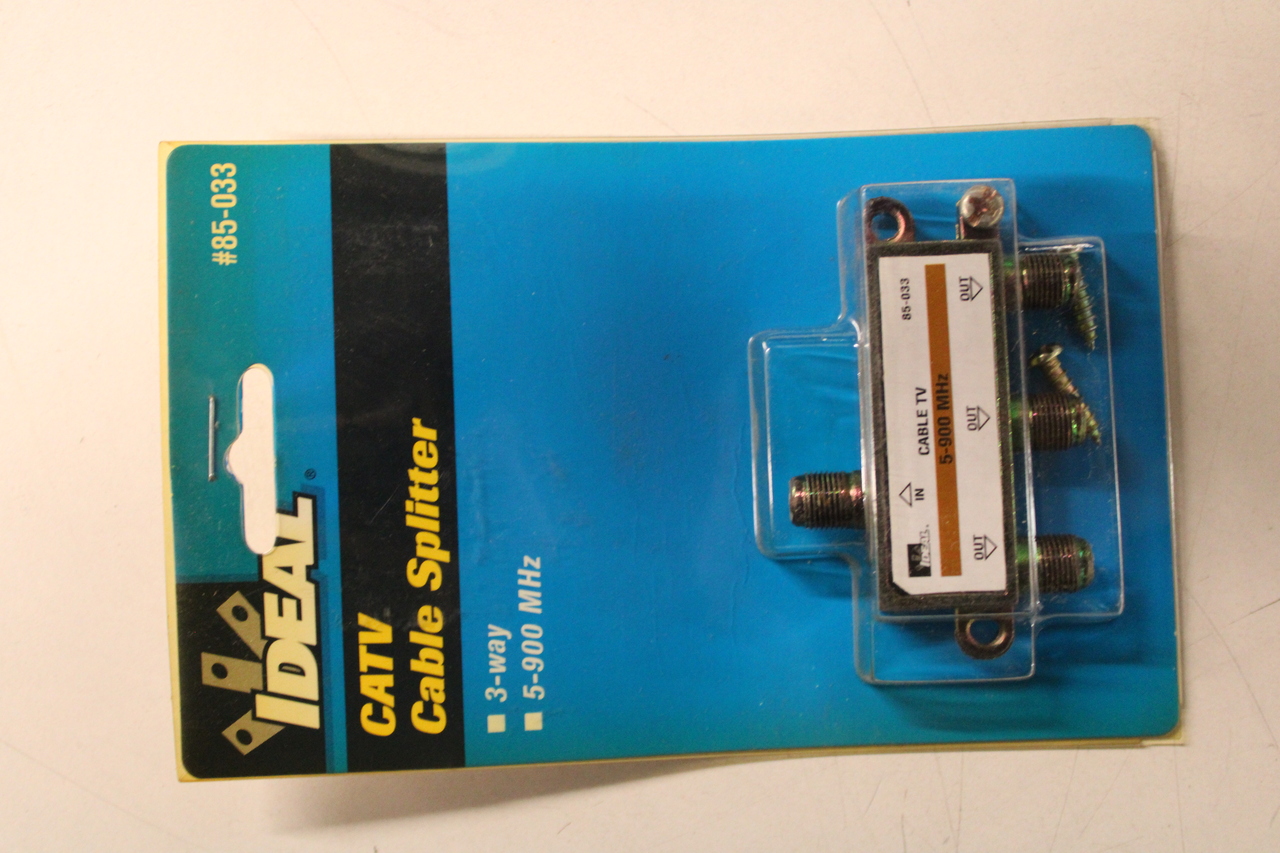 #85-033
IDEAL®
CATV
Cable Splitter
3-way
5-900 MHz
85-033
IN
CABLE TV
5-900 MHz
IDEAL.
OUT
OUT
OUT